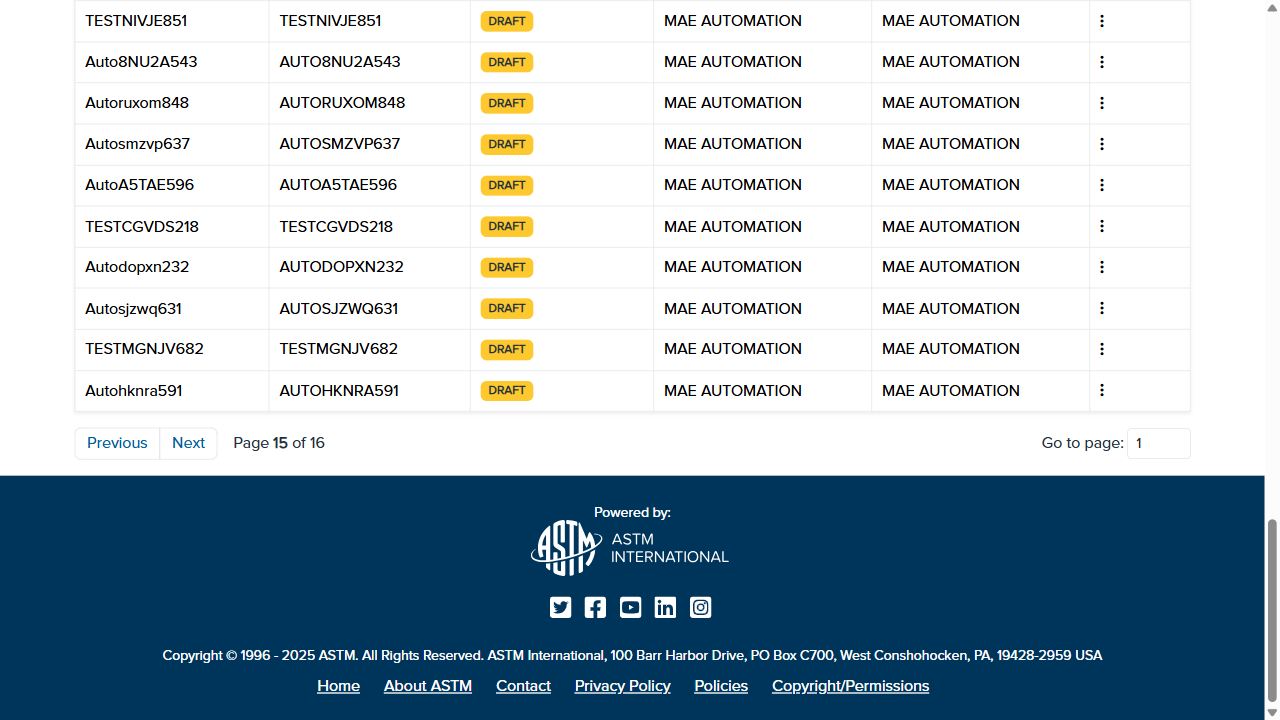 TESTNIVJE851 TESTNIVJE851 DRAFT MAE AUTOMATION MAE AUTOMATION
Auto8NU2A543 AUTO8NU2A543 DRAFT MAE AUTOMATION MAE AUTOMATION
Autoruxom848 AUTORUXOM848 DRAFT MAE AUTOMATION MAE AUTOMATION
Autosmzvp637 AUTOSMZVP637 DRAFT MAE AUTOMATION MAE AUTOMATION
AutoA5TAE596 AUTOA5TAE596 DRAFT MAE AUTOMATION MAE AUTOMATION
TESTCGVDS218 TESTCGVDS218 DRAFT MAE AUTOMATION MAE AUTOMATION
Autodopxn232 AUTODOPXN232 DRAFT MAE AUTOMATION MAE AUTOMATION
Autosjzwq631 AUTOSJZWQ631 DRAFT MAE AUTOMATION MAE AUTOMATION
TESTMGNJV682 TESTMGNJV682 DRAFT MAE AUTOMATION MAE AUTOMATION
Autohknra591 AUTOHKNRA591 DRAFT MAE AUTOMATION MAE AUTOMATION
Previous Next Page 15 of 16 Go to page: 1
Powered by:
ASTM
ASTM
INTERNATIONAL
Copyright © 1996 - 2025 ASTM. All Rights Reserved. ASTM International, 100 Barr Harbor Drive, PO Box C700, West Conshohocken, PA, 19428-2959 USA
Home About ASTM Contact Privacy Policy Policies Copyright/Permissions